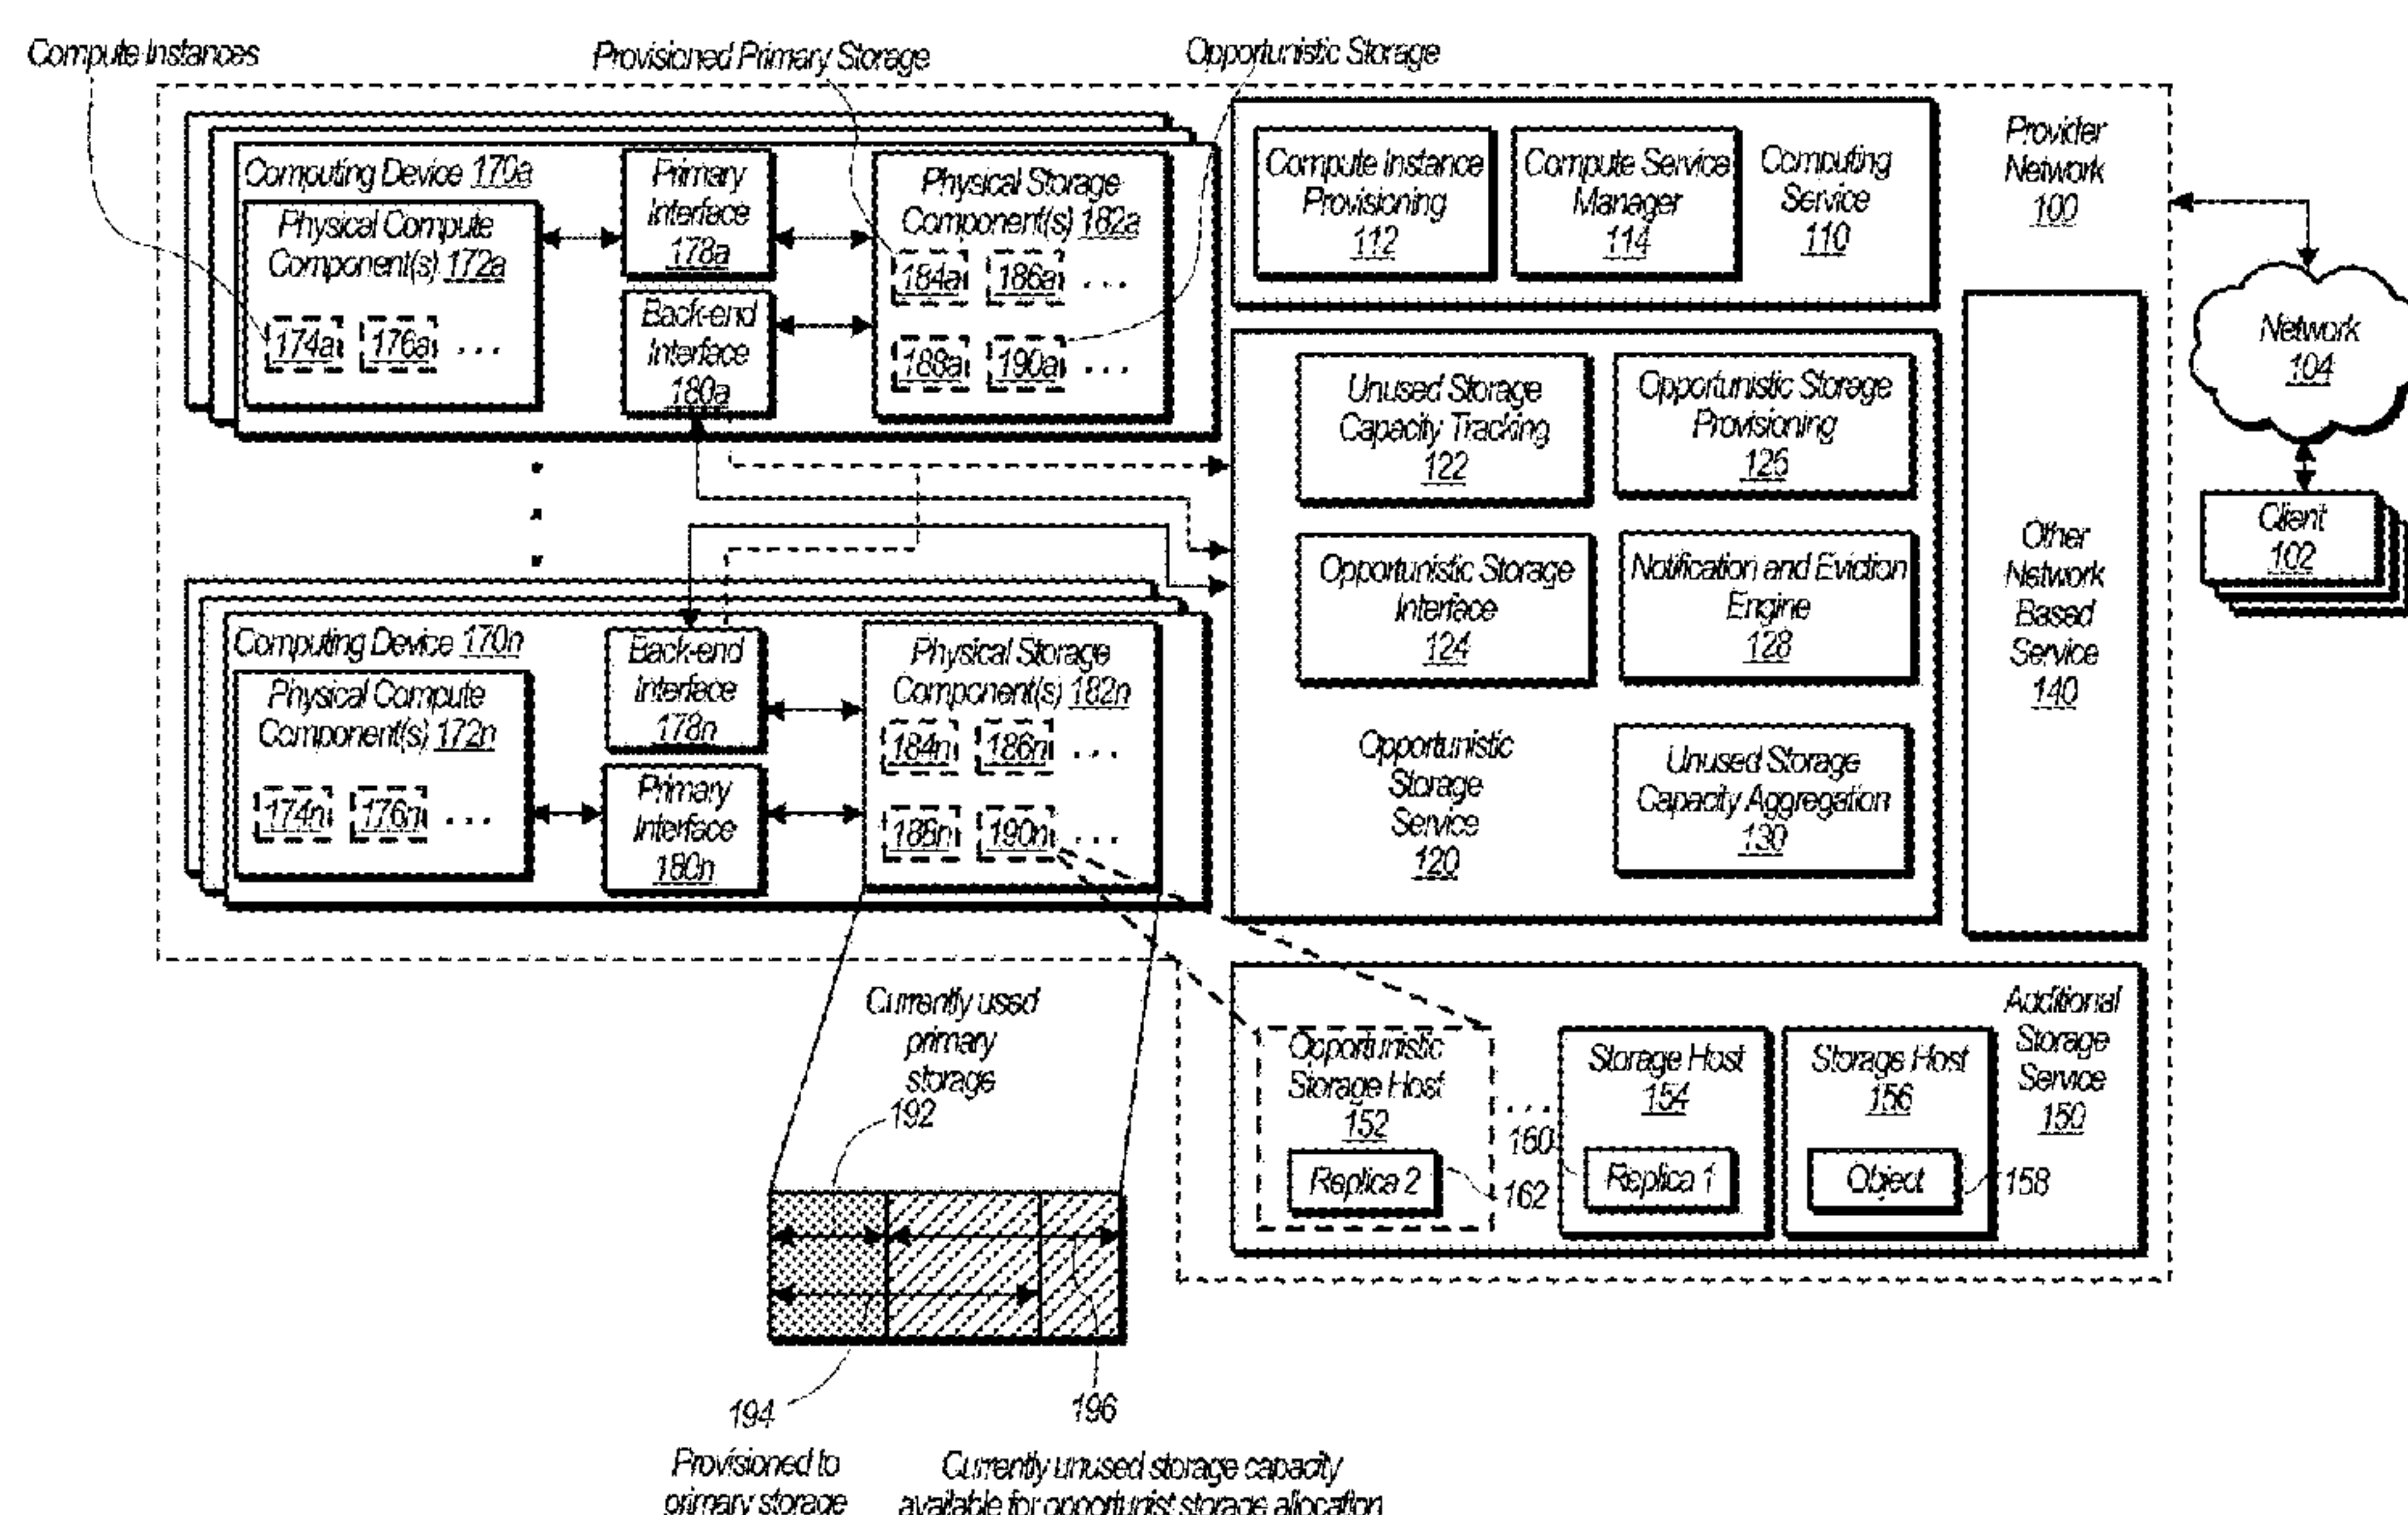 Compute Instances
Provisioned Primary Storage
Opportunistic Storage
Computing Device 170a
Physical Compute
Component(s) 172a
174a
176a
...
Primary
Interface
178a
Back-end
Interface
180a
Physical Storage
Component(s) 182a
184a
186a
...
188a
190a
...
Compute Instance
Provisioning
112
Compute Service
Manager
114
Computing
Service
110
Provider
Network
100
Network
104
Client
102
Unused Storage
Capacity Tracking
122
Opportunistic Storage
Provisioning
126
Opportunistic Storage
Interface
124
Notification and Eviction
Engine
128
Opportunistic
Storage
Service
120
Unused Storage
Capacity Aggregation
130
Other
Network
Based
Service
140
Computing Device 170n
Physical Compute
Component(s) 172n
174n
176n
...
Back-end
Interface
178n
Primary
Interface
180n
Physical Storage
Component(s) 182n
184n
186n
...
188n
190n
...
Currently used
primary
storage
192
194
Provisioned to
primary storage
196
Currently unused storage capacity
available for opportunist storage allocation
Opportunistic
Storage Host
152
Replica 2
162
...
160
Storage Host
154
Replica 1
Storage Host
156
Object
158
Additional
Storage
Service
150